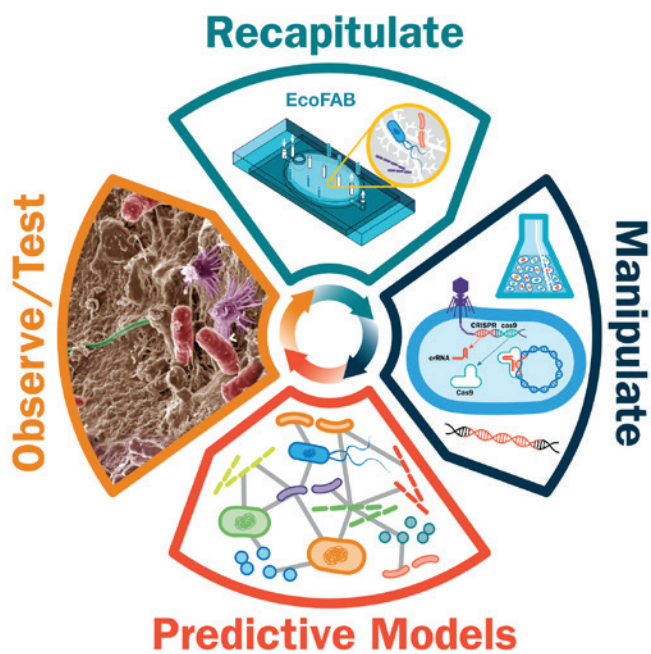 Recapitulate
EcoFAB
Manipulate
CRISPR cas9
crRNA
Cas9
Predictive Models
Observe/Test